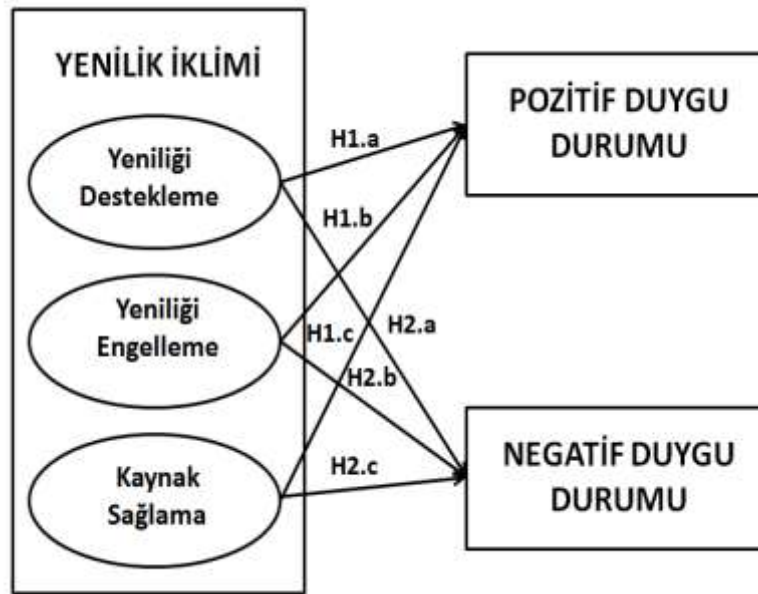 YENİLİK İKLİMİ
Yeniliği
Destekleme
Yeniliği
Engelleme
Kaynak
Sağlama
H1.a
H1.b
H1.c
H2.a
H2.b
H2.c
POZİTİF DUYGU
DURUMU
NEGATİF DUYGU
DURUMU